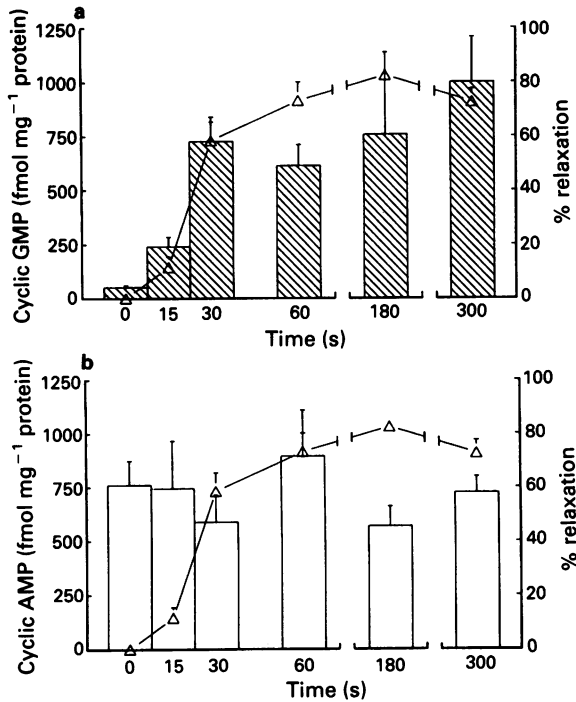 a
Cyclic GMP (fmol mg⁻¹ protein)
1250
1000
750
500
250
0
100
80
60
40
20
0
% relaxation
0 15 30 60 180 300
Time (s)
b
Cyclic AMP (fmol mg⁻¹ protein)
1250
1000
750
500
250
0
100
80
60
40
20
0
% relaxation
0 15 30 60 180 300
Time (s)